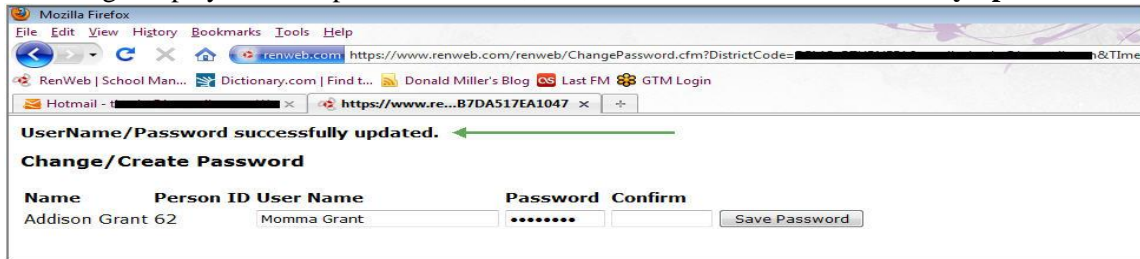 Mozilla Firefox
File Edit View History Bookmarks Tools Help
renweb.com https://www.renweb.com/renweb/ChangePassword.cfm?DistrictCode=
RenWeb | School Man... Dictionary.com | Find t... Donald Miller's Blog Last FM GTM Login
Hotmail - https://www.re...B7DA517EA1047
UserName/Password successfully updated.
Change/Create Password
Name Person ID User Name Password Confirm
Addison Grant 62 Momma Grant •••••••• Save Password